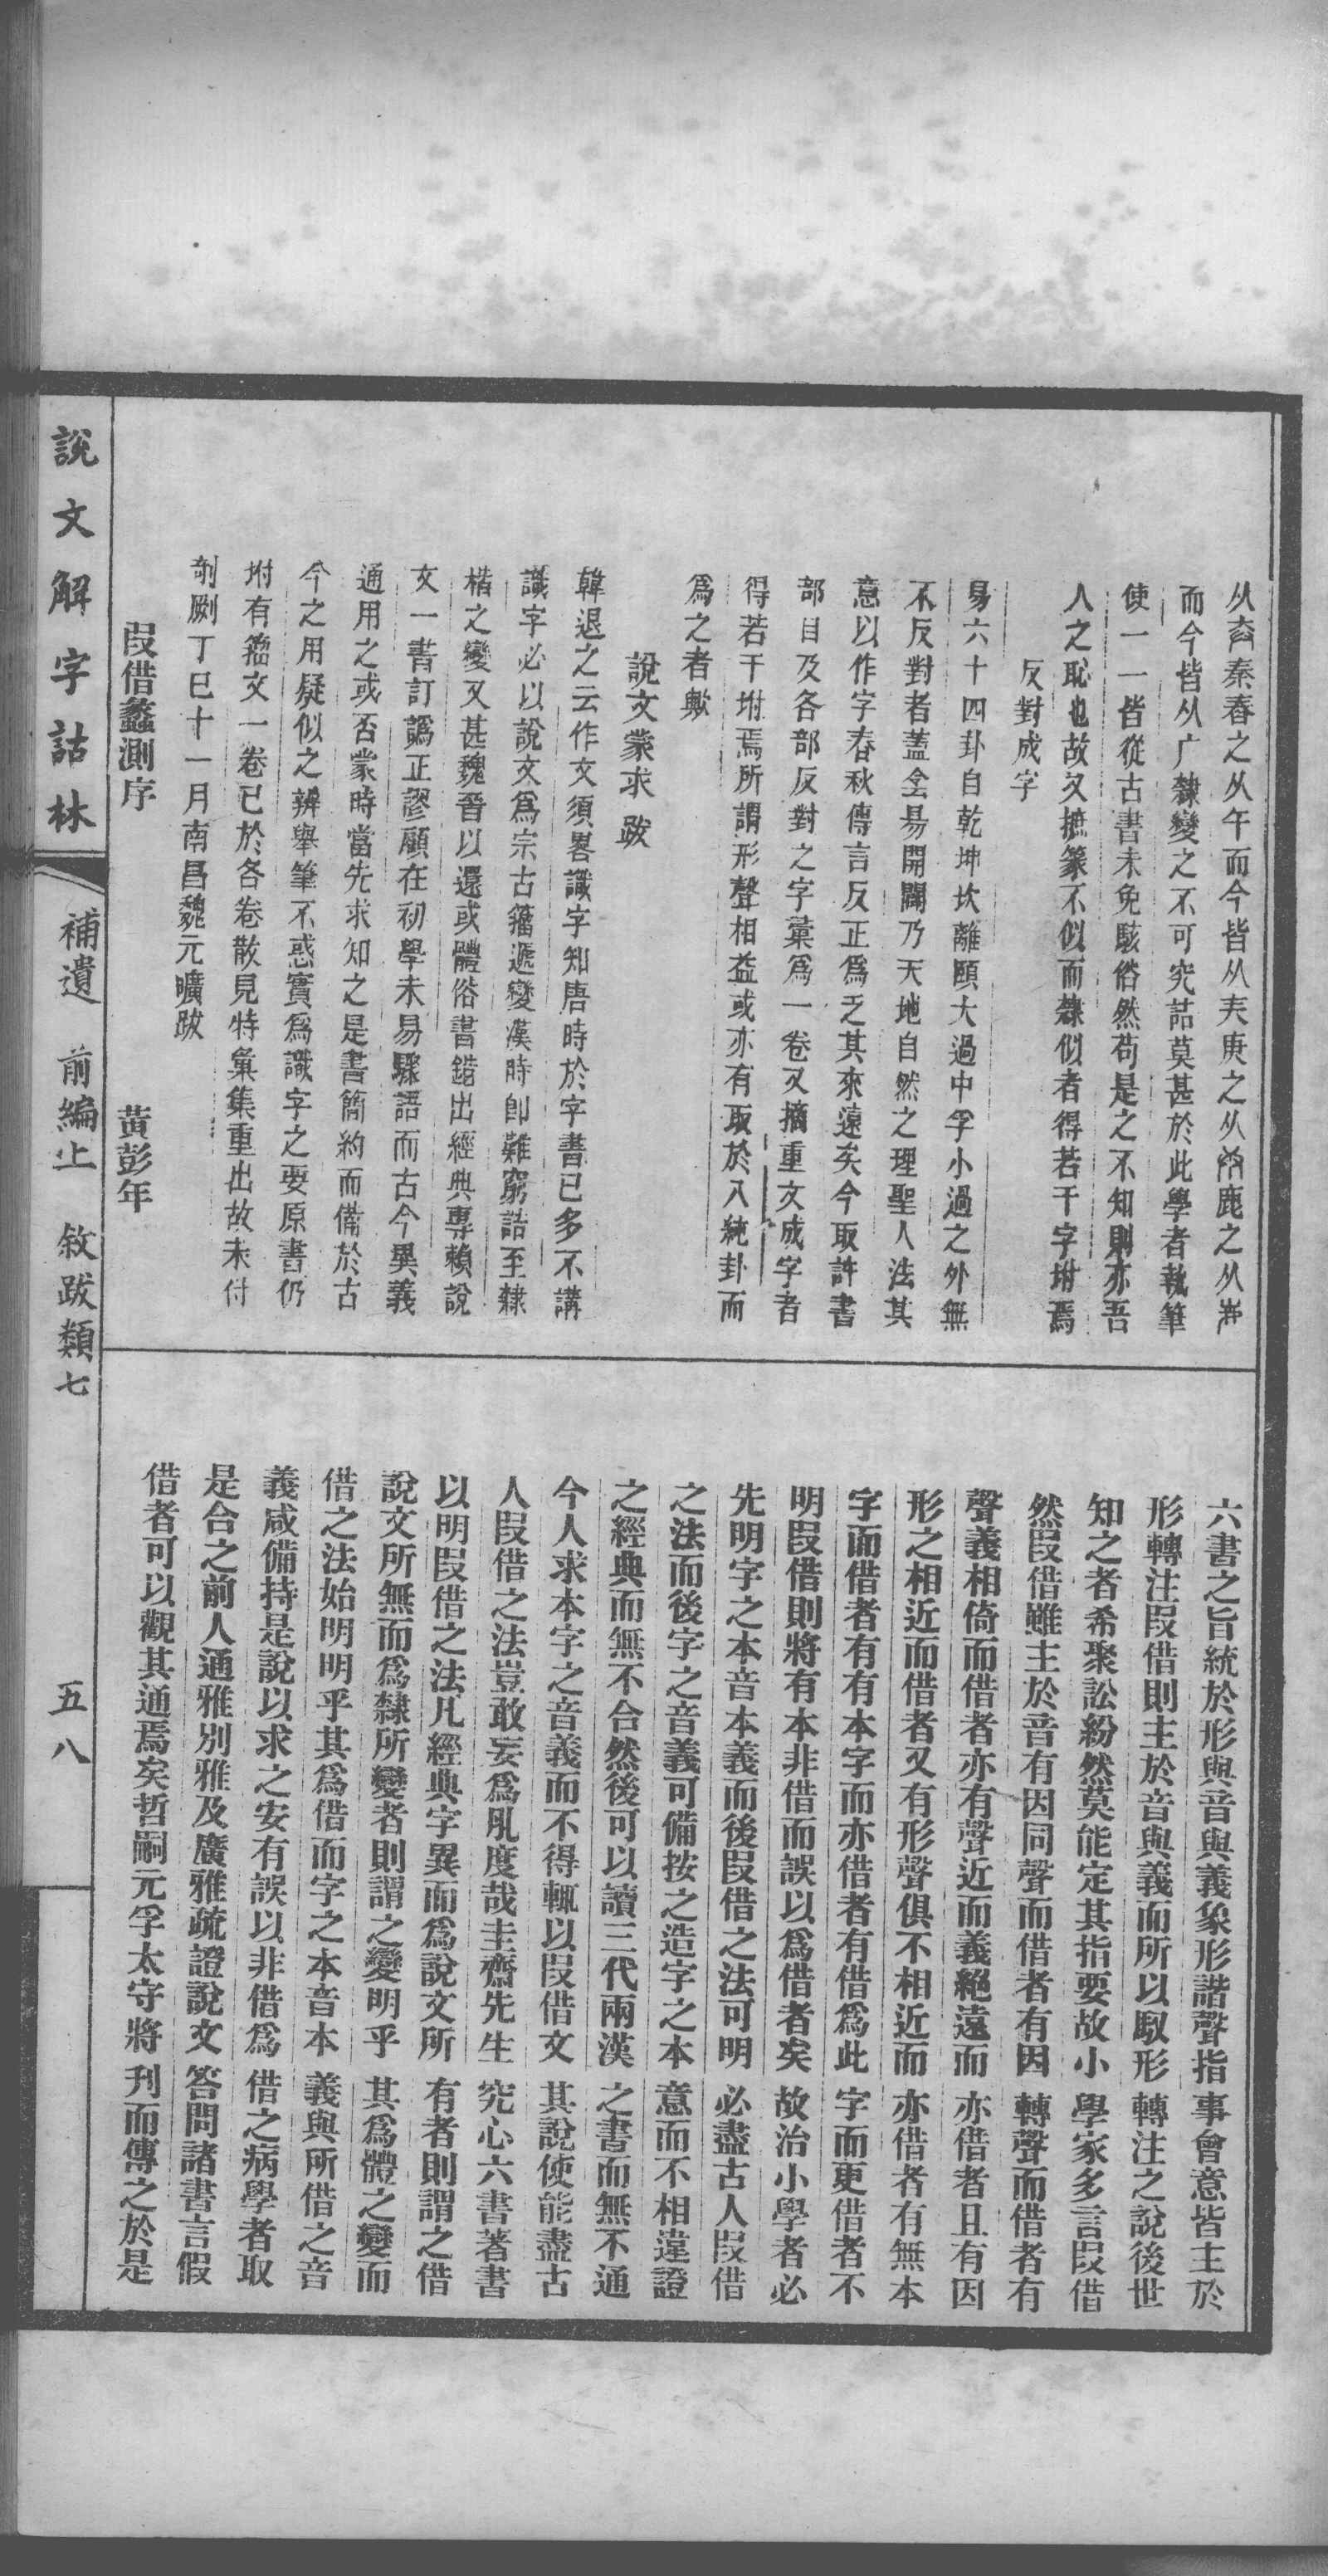 从𡗜秦舂之从午而今皆从𡗗庚之从鹿之从
而今皆从广隸變之不可究詰莫甚於此學者執筆
使一一皆從古書未免駭俗然苟是之不知則亦吾
人之恥也故又摭篆不似而隸似者得若干字坿焉
反對成字
易六十四卦自乾坤坎離頤大過中孚小過之外無
不反對者蓋侌昜開闔乃天地自然之理聖人法其
意以作字春秋傳言反正爲乏其來遠矣今取許書
部目及各部反對之字彙爲一卷又摘重文成字者
得若干坿焉所謂形聲相益或亦有取於八純卦而
爲之者歟
說文蒙求跋
韓退之云作文須畧識字知唐時於字書已多不講
識字必以說文爲宗古籀遞變漢時卽難窮詰至隸
楷之變又甚魏晉以還或體俗書錯出經典專賴說
文一書訂譌正謬顧在初學未易驟語而古今異義
通用之或否蒙時當先求知之是書簡約而備於古
今之用疑似之辨舉筆不惑實爲識字之要原書仍
坿有籀文一卷已於各卷散見特彙集重出故未付
剞劂丁巳十一月南昌魏元曠跋
叚借蠡測序 黃彭年
六書之旨統於形與音與義象形諧聲指事會意皆主於
形轉注叚借則主於音與義而所以馭形轉注之說後世
知之者希聚訟紛然莫能定其指要故小學家多言叚借
然叚借雖主於音有因同聲而借者有因轉聲而借者有
聲義相倚而借者亦有聲近而義絕遠而亦借者且有因
形之相近而借者又有形聲俱不相近而亦借者有無本
字而借者有有本字而亦借者有借爲此字而更借者不
明叚借則將有本非借而誤以爲借者矣故治小學者必
先明字之本音本義而後叚借之法可明必盡古人叚借
之法而後字之音義可備按之造字之本意而不相違證
之經典而無不合然後可以讀三代兩漢之書而無不通
今人求本字之音義而不得輒以叚借文其說使能盡古
人叚借之法豈敢妄爲肊度哉圭齋先生究心六書著書
以明叚借之法凡經典字異而爲說文所有者則謂之借
說文所無而爲隸所變者則謂之變明乎其爲體之變而
借之法始明明乎其爲借而字之本音本義與所借之音
義咸備持是說以求之安有誤以非借爲借之病學者取
是合之前人通雅別雅及廣雅疏證說文答問諸書言假
借者可以觀其通焉矣哲嗣元孚太守將刋而傳之於是
說文解字詁林 補遺 前編上 敘跋類七 五八